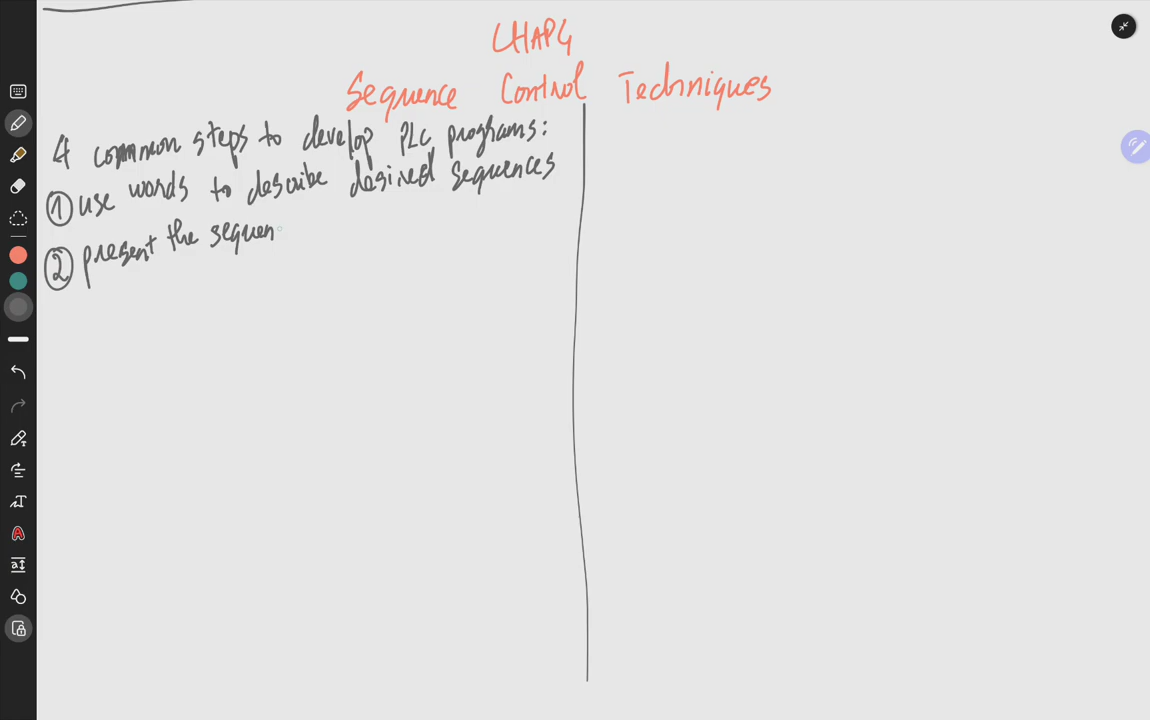 CHAP4
Sequence Control Techniques
4 common steps to develop PLC programs:
① use words to describe desired sequences
② present the sequen